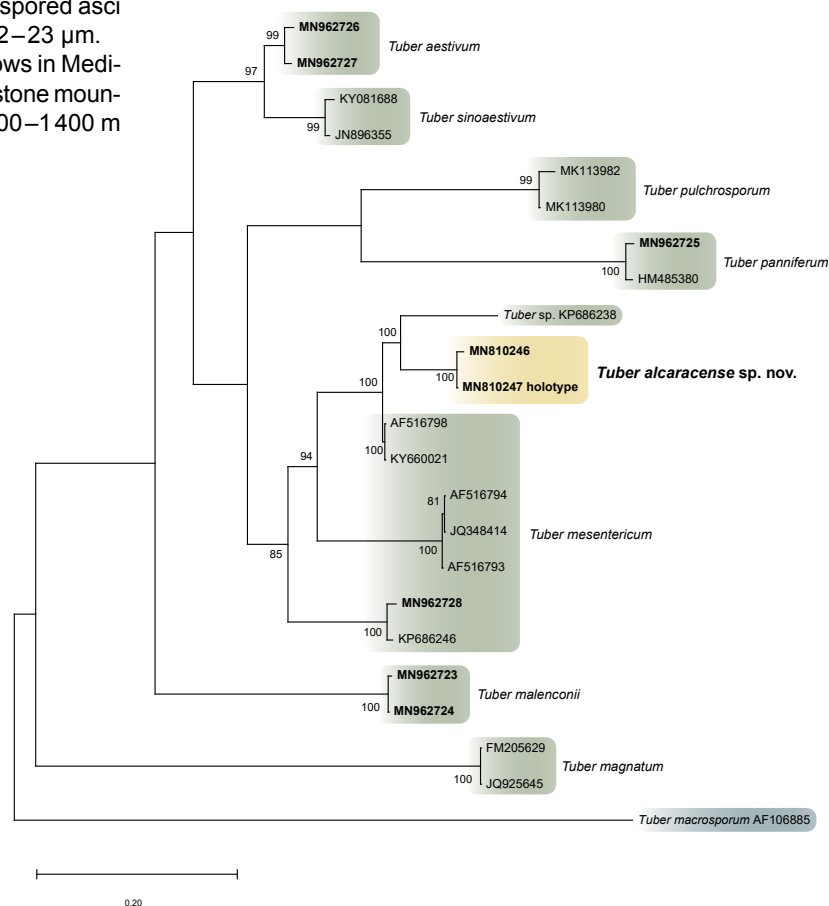 spored asci
2–23 µm.
ows in Medi-
stone moun-
00–1 400 m
99
MN962726
MN962727
Tuber aestivum
97
KY081688
99
JN896355
Tuber sinoaestivum
99
MK113982
MK113980
Tuber pulchrosporum
MN962725
100
HM485380
Tuber panniferum
Tuber sp. KP686238
100
MN810246
100
MN810247 holotype
Tuber alcaracense sp. nov.
100
AF516798
100
KY660021
94
81
AF516794
JQ348414
100
AF516793
Tuber mesentericum
85
MN962728
100
KP686246
MN962723
100
MN962724
Tuber malenconii
FM205629
100
JQ925645
Tuber magnatum
Tuber macrosporum AF106885
0.20